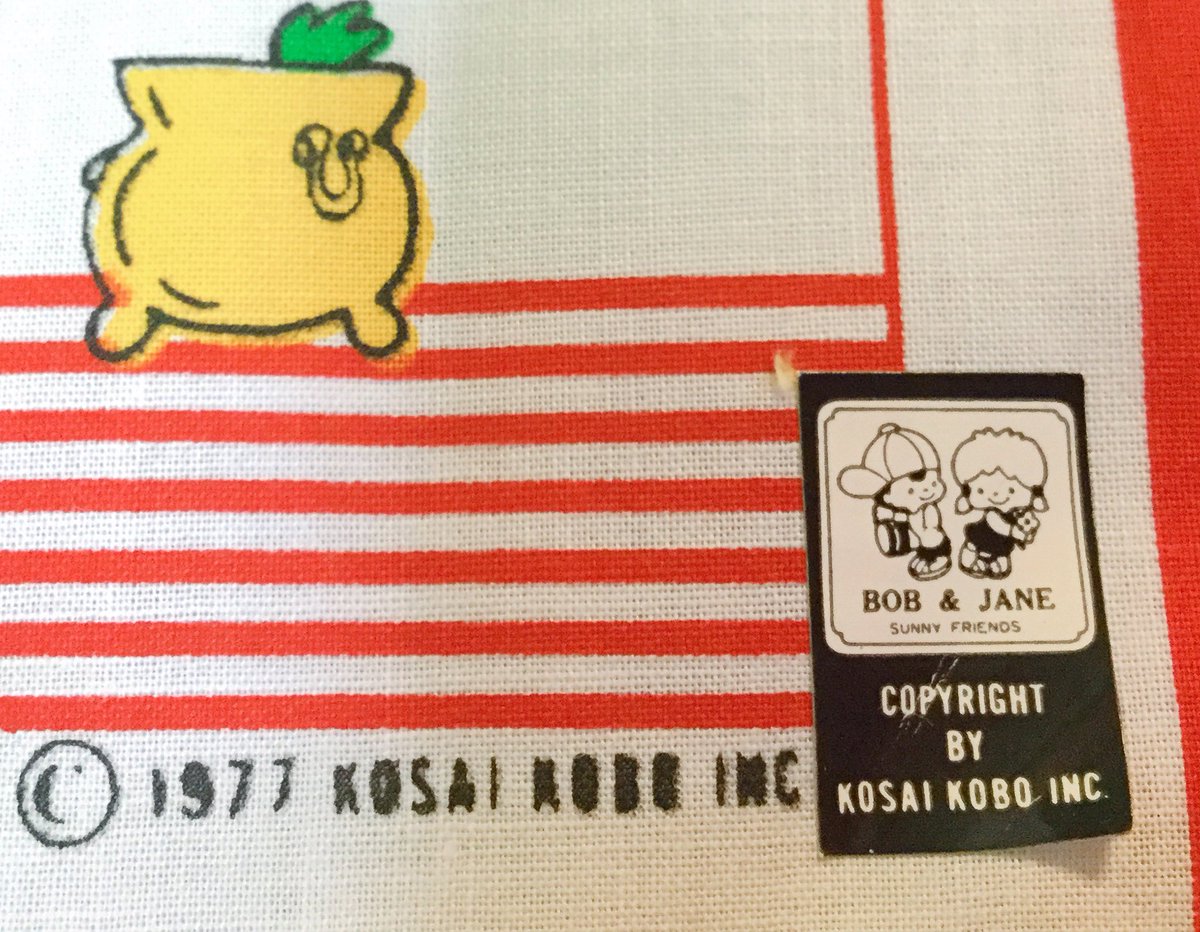 BOB & JANE
SUNNY FRIENDS
COPYRIGHT
BY
KOSAI KOBO INC.
© 1977 KOSAI KOBO INC